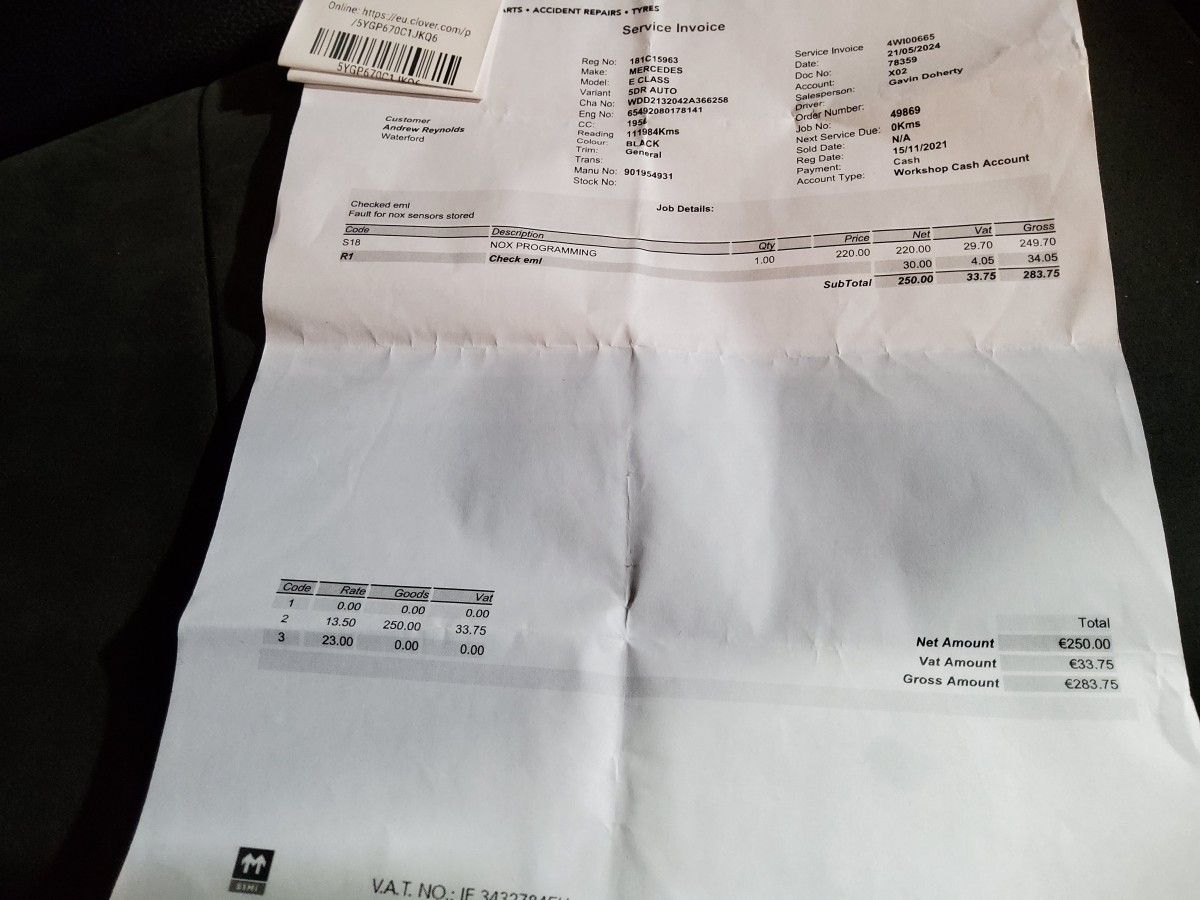 Online: https://eu.clover.com/p
/5YGP670C1JKQ6
5YGP670C1JKQ6
RTS • ACCIDENT REPAIRS • TYRES
Service Invoice
Customer
Andrew Reynolds
Waterford
Reg No: 181C15963
Make: MERCEDES
Model: E CLASS
Variant 5DR AUTO
Cha No: WDD2132042A366258
Eng No: 65492080178141
CC: 195
Reading 111984Kms
Colour: BLACK
Trim: General
Trans:
Manu No: 901954931
Stock No:
Service Invoice 4WI00665
Date: 21/05/2024
Doc No: 78359
Account: X02
Salesperson: Gavin Doherty
Driver:
Order Number:
Job No: 49869
Next Service Due: 0Kms
Sold Date: N/A
Reg Date: 15/11/2021
Payment: Cash
Account Type: Workshop Cash Account
Job Details:
Checked eml
Fault for nox sensors stored
Code Description Qty Price Net Vat Gross
S18 NOX PROGRAMMING 1.00 220.00 220.00 29.70 249.70
R1 Check eml 30.00 4.05 34.05
SubTotal 250.00 33.75 283.75
Code Rate Goods Vat
1 0.00 0.00 0.00
2 13.50 250.00 33.75
3 23.00 0.00 0.00
Total
Net Amount €250.00
Vat Amount €33.75
Gross Amount €283.75
SIMI
V.A.T. NO.: IE